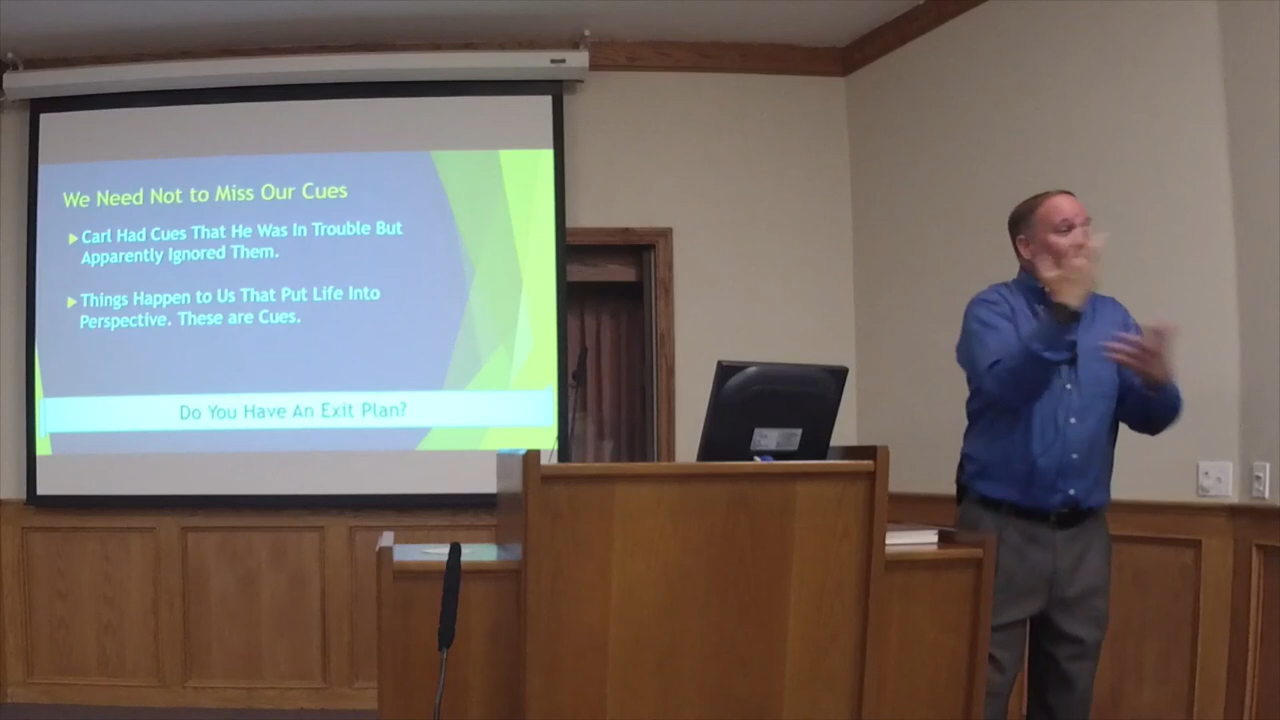 We Need Not to Miss Our Cues
Carl Had Cues That He Was In Trouble But
Apparently Ignored Them.
Things Happen to Us That Put Life Into
Perspective. These are Cues.
Do You Have An Exit Plan?